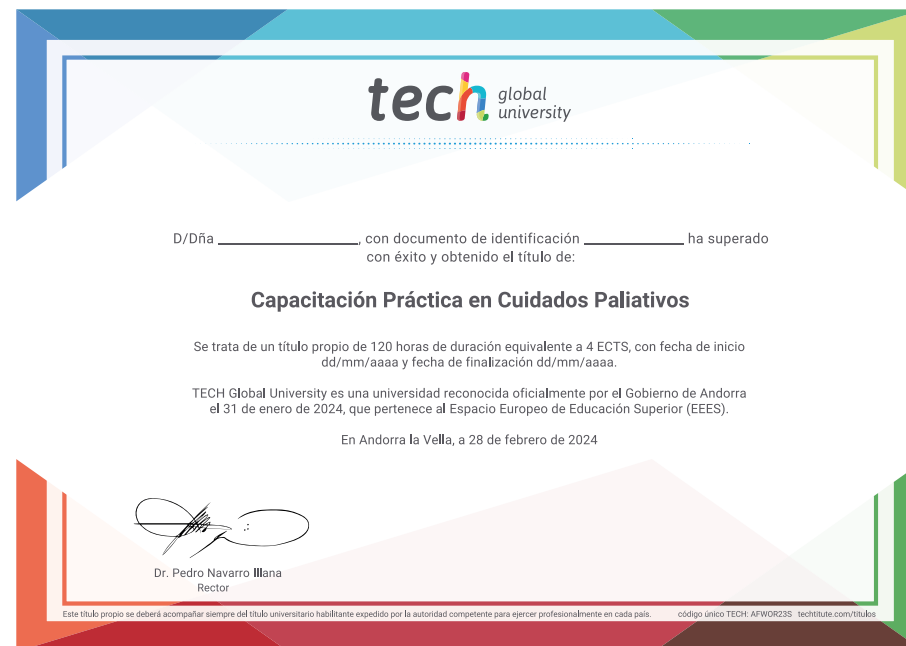 tech global university
D/Dña ____________________, con documento de identificación ______________ ha superado
con éxito y obtenido el título de:
Capacitación Práctica en Cuidados Paliativos
Se trata de un título propio de 120 horas de duración equivalente a 4 ECTS, con fecha de inicio
dd/mm/aaaa y fecha de finalización dd/mm/aaaa.
TECH Global University es una universidad reconocida oficialmente por el Gobierno de Andorra
el 31 de enero de 2024, que pertenece al Espacio Europeo de Educación Superior (EEES).
En Andorra la Vella, a 28 de febrero de 2024
Dr. Pedro Navarro Illana
Rector
Este título propio se deberá acompañar siempre del título universitario habilitante expedido por la autoridad competente para ejercer profesionalmente en cada país. código único TECH: AFWOR23S techtitute.com/titulos